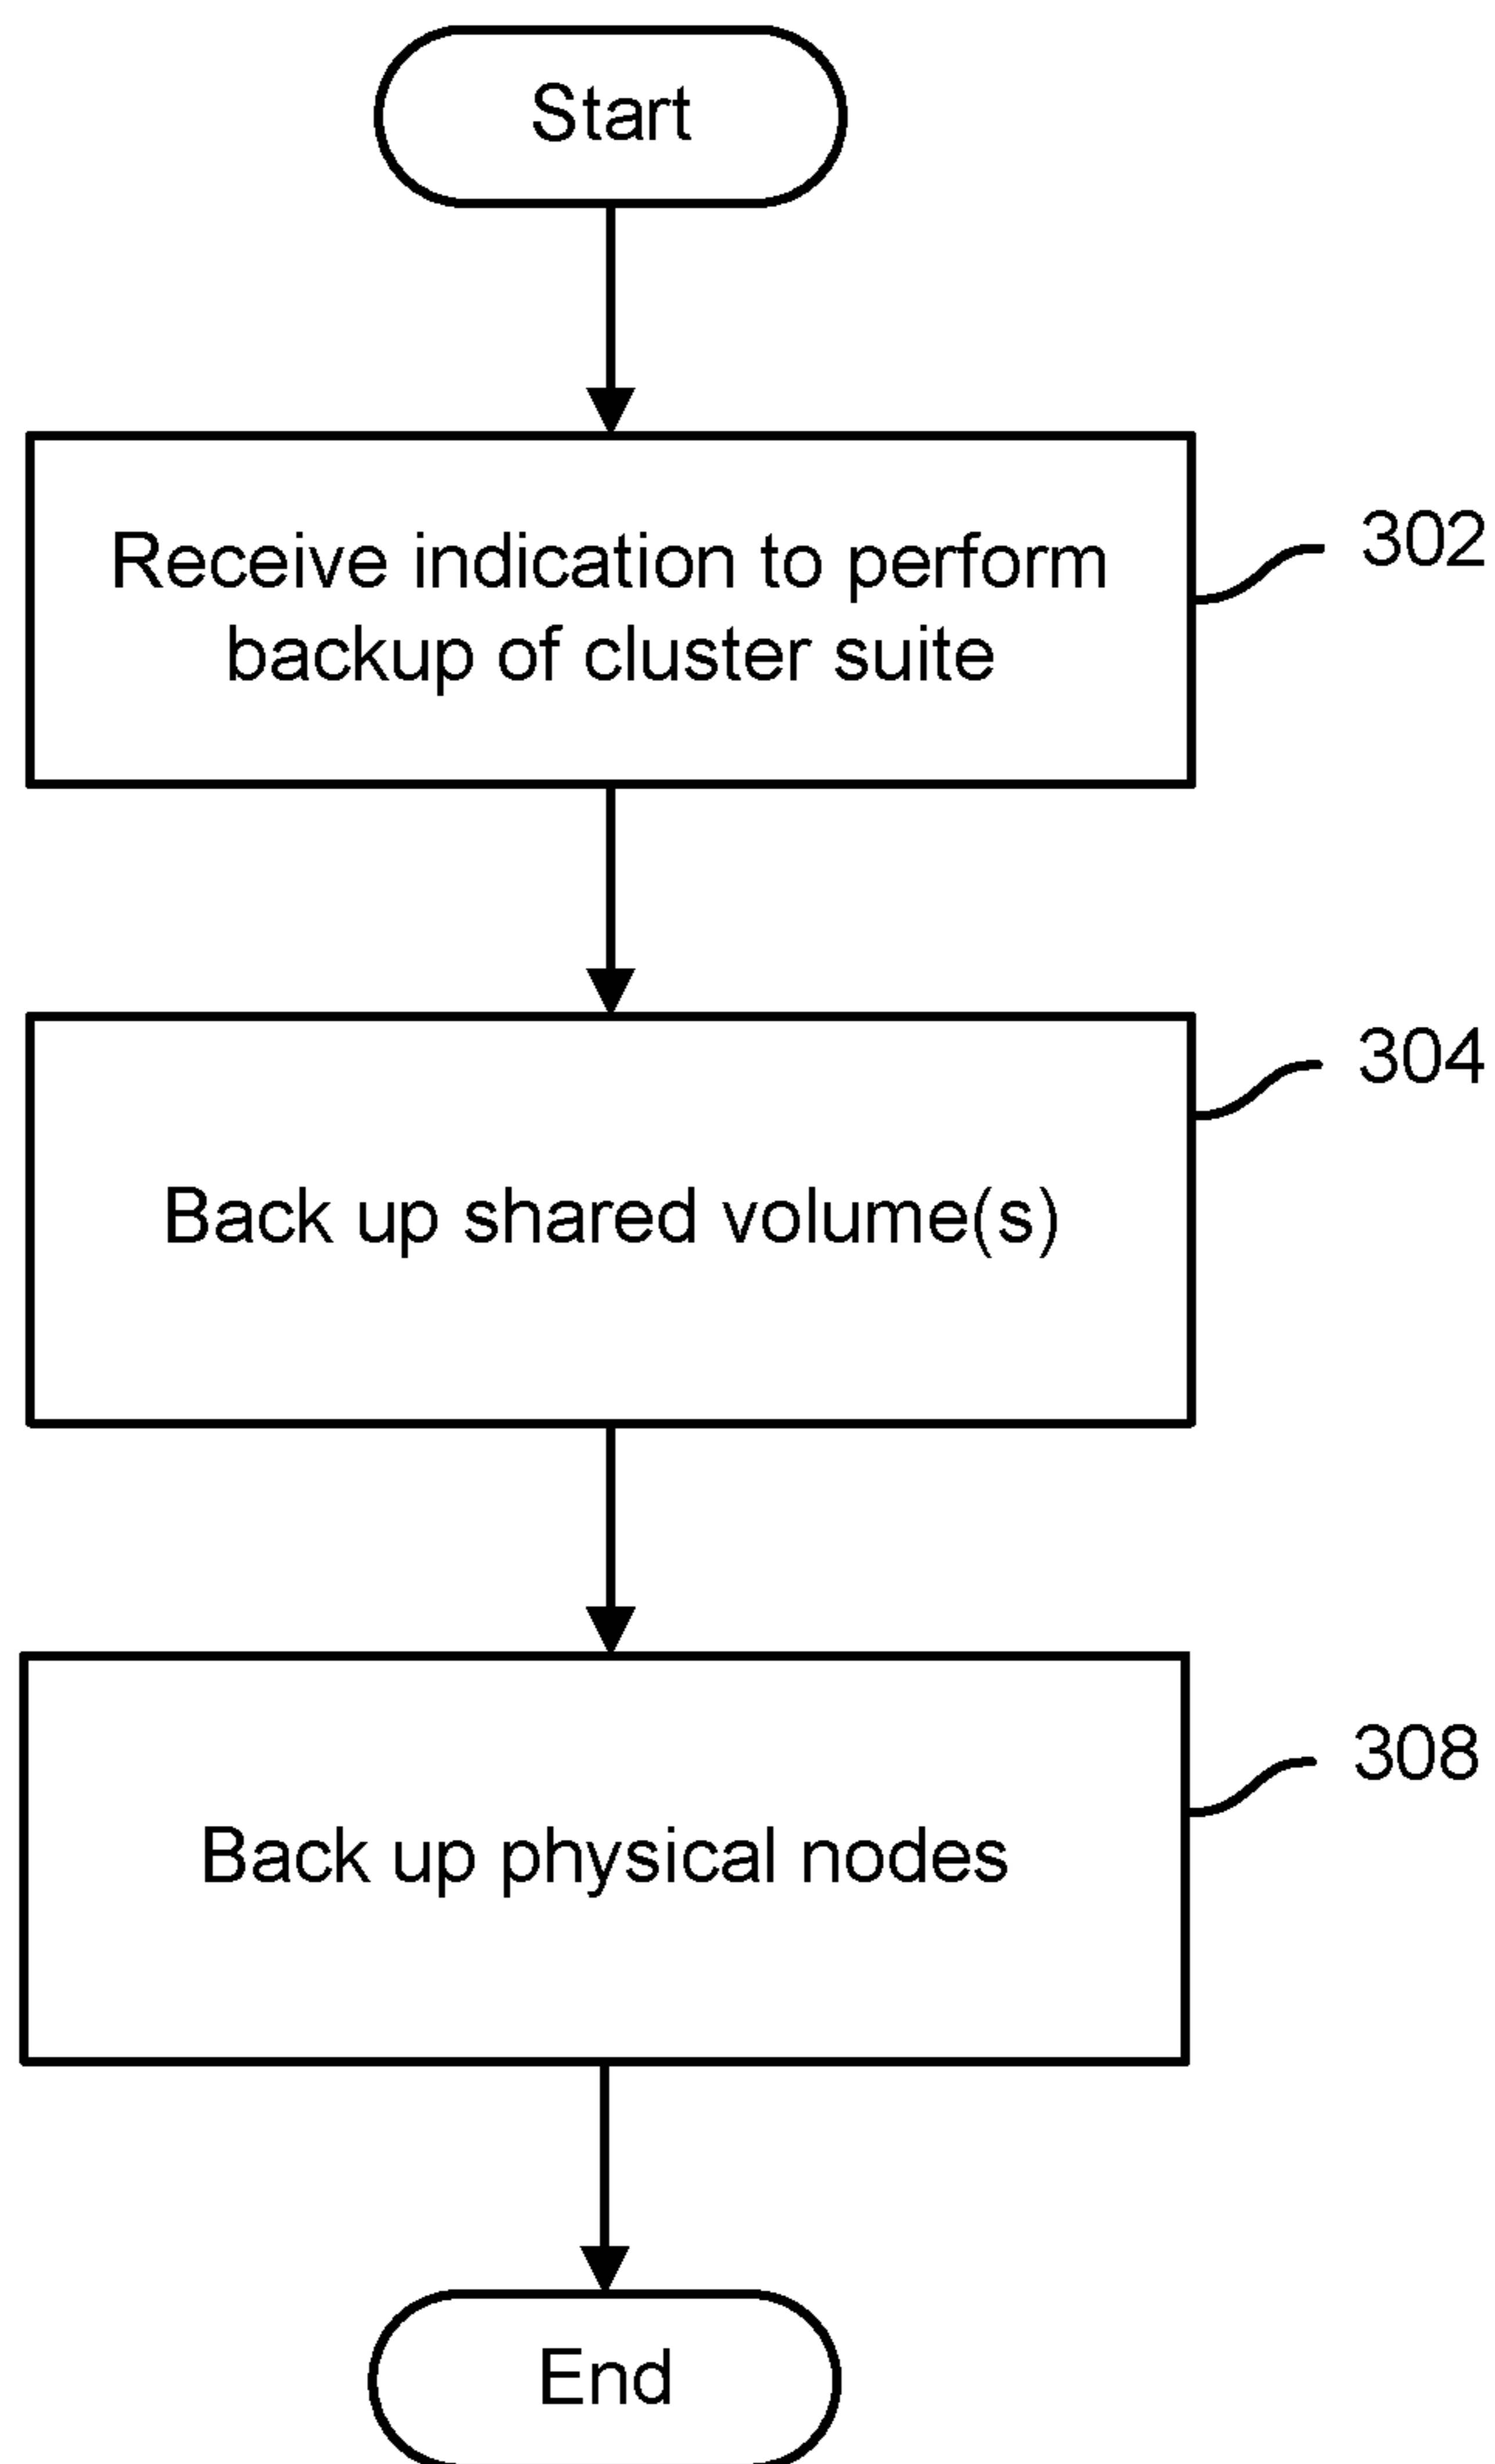 Start
Receive indication to perform
backup of cluster suite
302
304
Back up shared volume(s)
308
Back up physical nodes
End